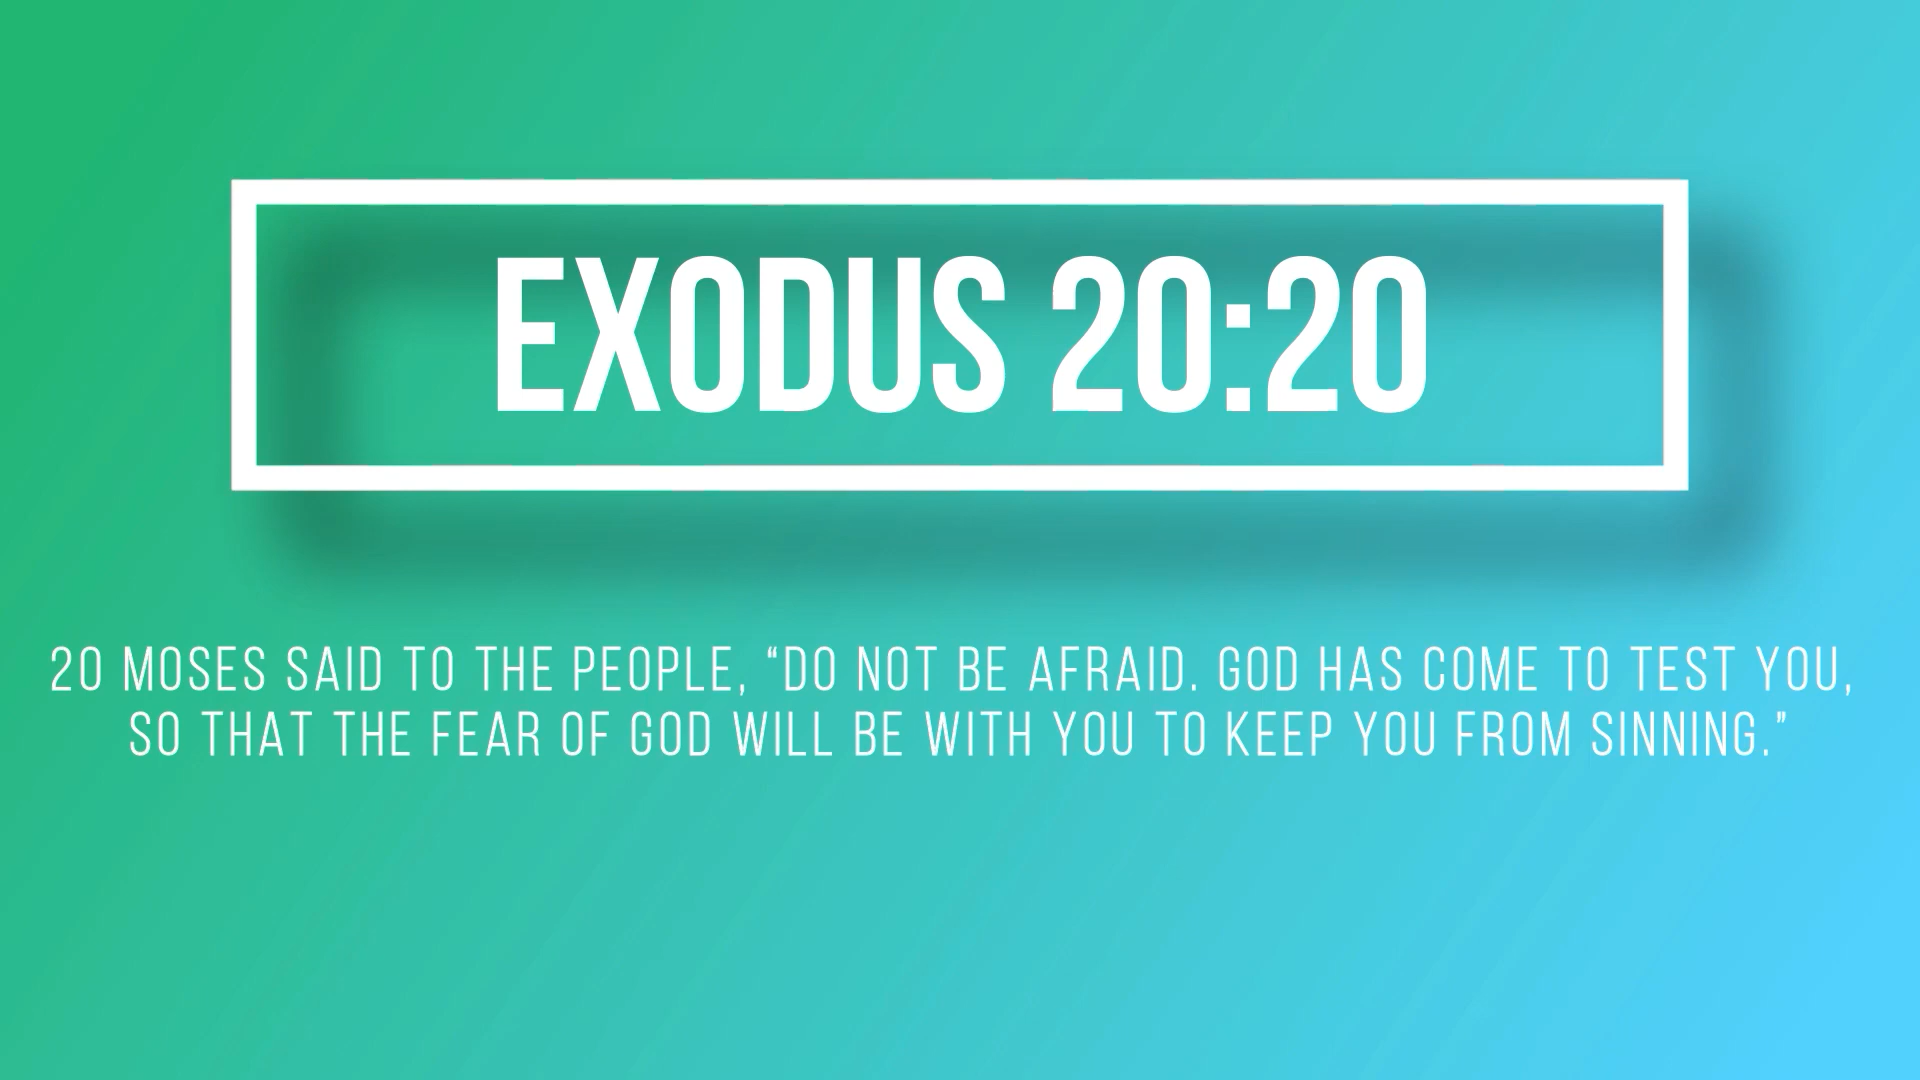 EXODUS 20:20
20 MOSES SAID TO THE PEOPLE, “DO NOT BE AFRAID. GOD HAS COME TO TEST YOU,
SO THAT THE FEAR OF GOD WILL BE WITH YOU TO KEEP YOU FROM SINNING.”